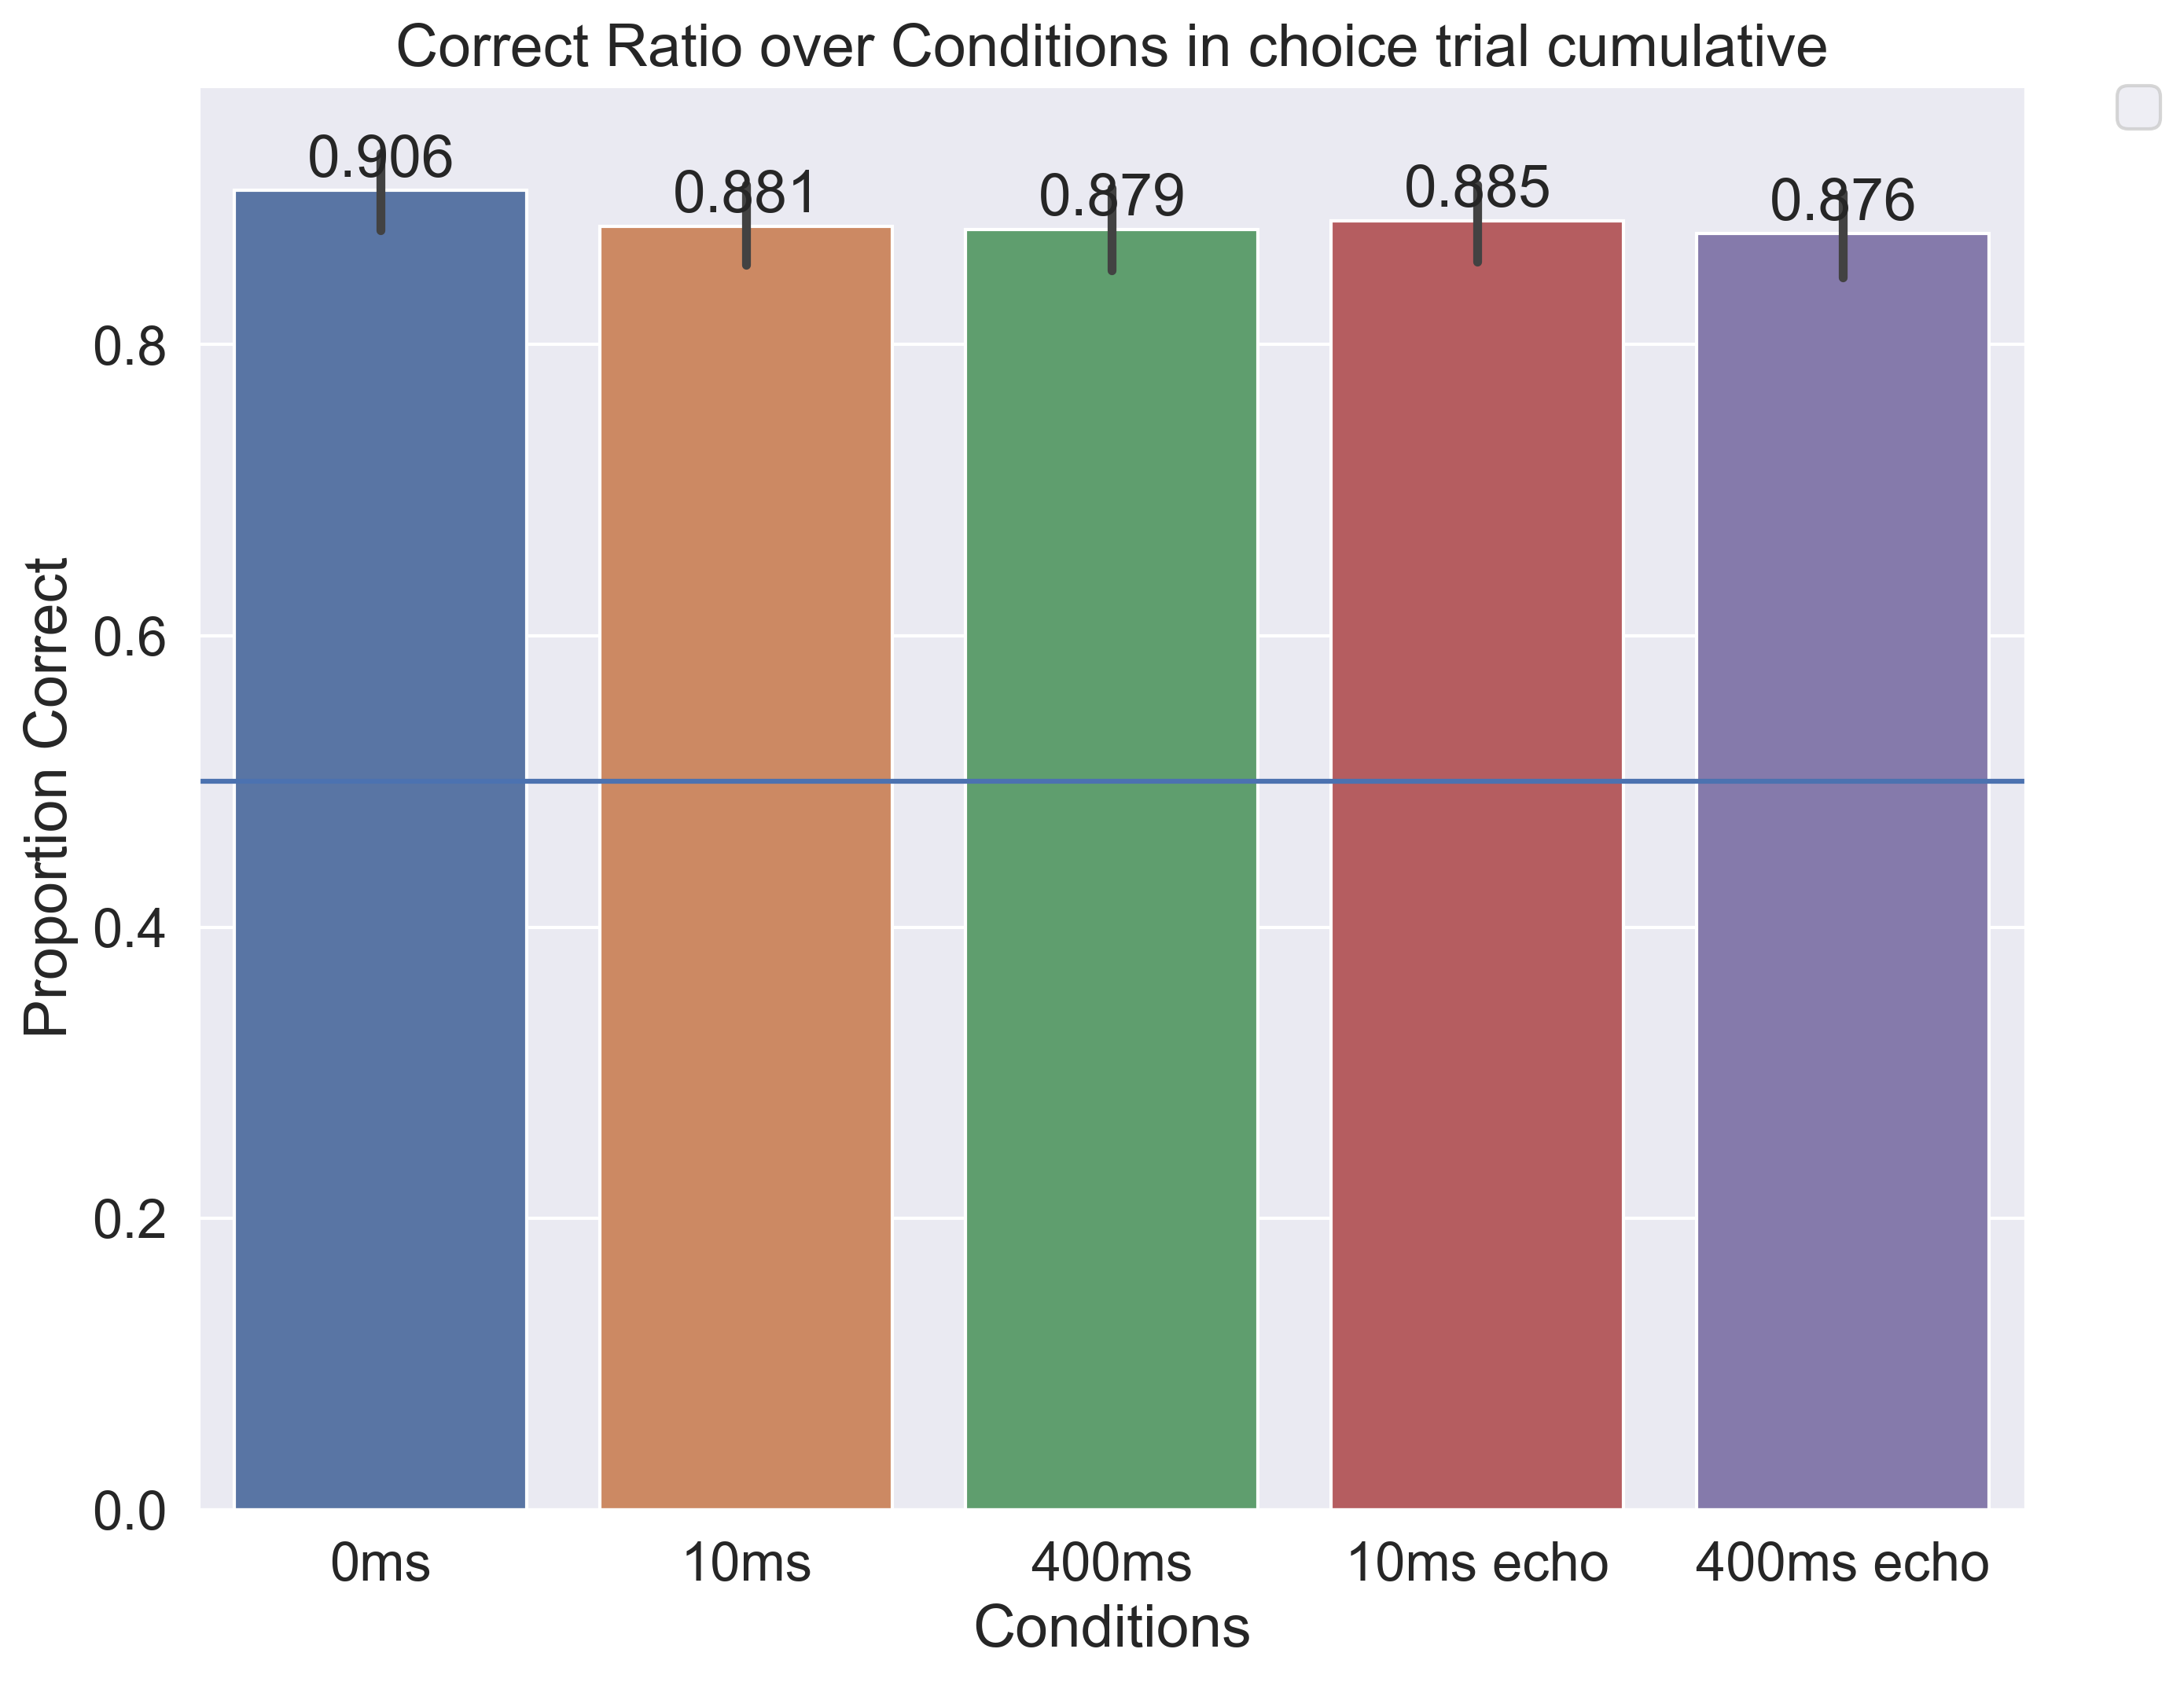 Correct Ratio over Conditions in choice trial cumulative
0.906
0.881
0.879
0.885
0.876
0.8
0.6
0.4
0.2
0.0
Proportion Correct
0ms
10ms
400ms
10ms echo
400ms echo
Conditions